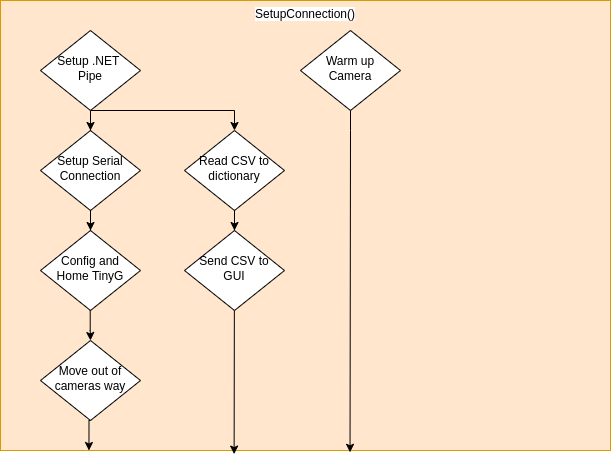 SetupConnection()
Setup .NET
Pipe
Warm up
Camera
Setup Serial
Connection
Read CSV to
dictionary
Config and
Home TinyG
Send CSV to
GUI
Move out of
cameras way